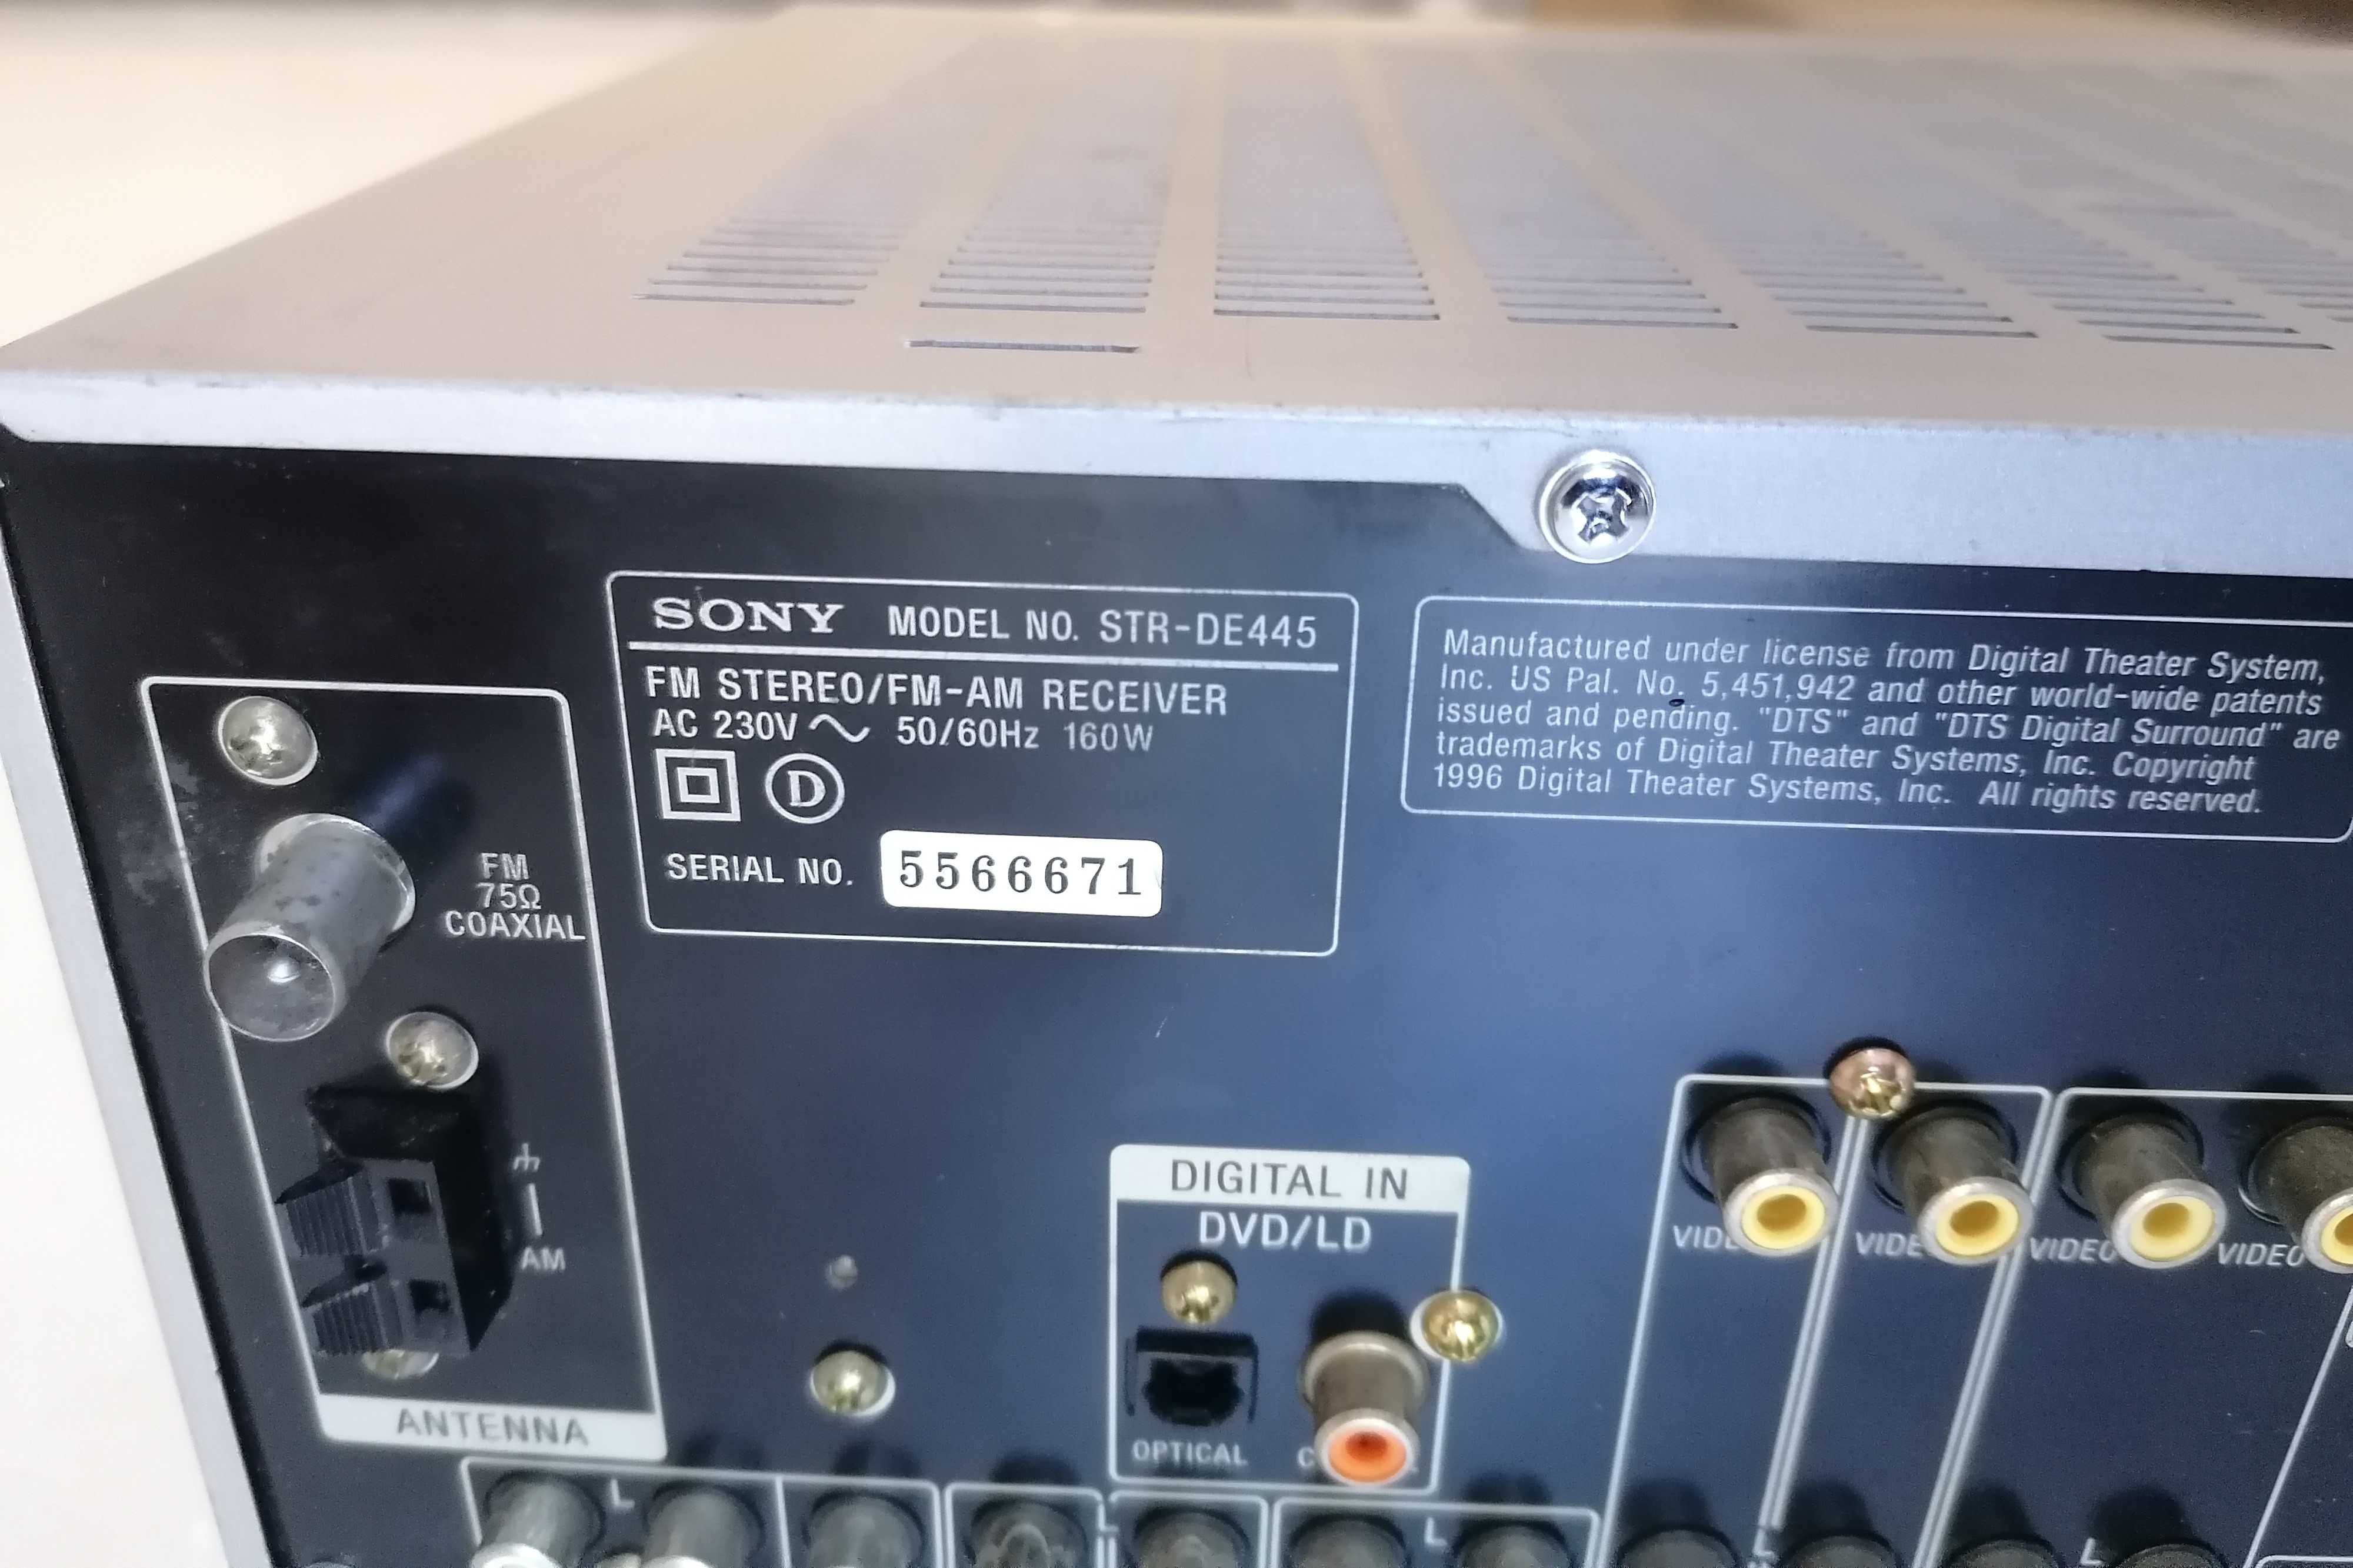 SONY MODEL NO. STR-DE445
FM STEREO/FM-AM RECEIVER
AC 230V ~ 50/60Hz 160W
D
SERIAL NO. 5566671
Manufactured under license from Digital Theater System,
Inc. US Pat. No. 5,451,942 and other world-wide patents
issued and pending. "DTS" and "DTS Digital Surround" are
trademarks of Digital Theater Systems, Inc. Copyright
1996 Digital Theater Systems, Inc. All rights reserved.
FM
75Ω
COAXIAL
AM
ANTENNA
DIGITAL IN
DVD/LD
OPTICAL
VIDEO
VIDEO
VIDEO
VIDEO
L
L
L
L
L